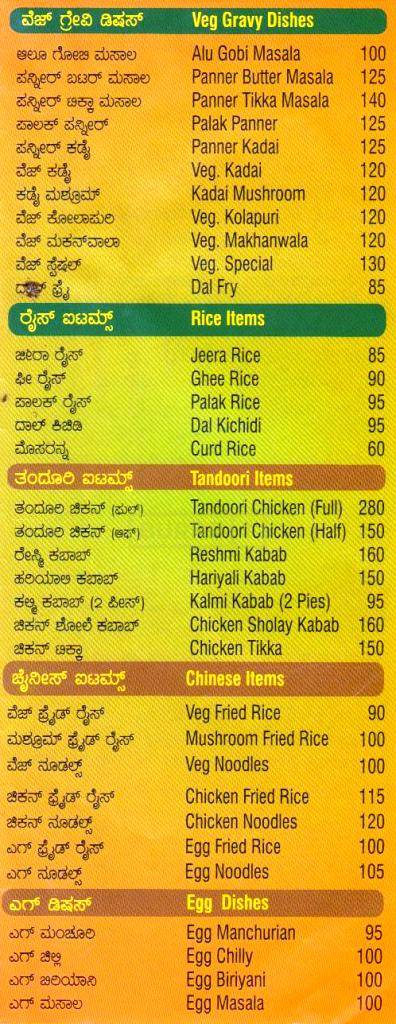 ವೆಜ್ ಗ್ರೇವಿ ಡಿಷಸ್ Veg Gravy Dishes
ಆಲೂ ಗೋಬಿ ಮಸಾಲ Alu Gobi Masala 100
ಪನ್ನೀರ್ ಬಟರ್ ಮಸಾಲ Panner Butter Masala 125
ಪನ್ನೀರ್ ಟಿಕ್ಕಾ ಮಸಾಲ Panner Tikka Masala 140
ಪಾಲಕ್ ಪನ್ನೀರ್ Palak Panner 125
ಪನ್ನೀರ್ ಕಡೈ Panner Kadai 125
ವೆಜ್ ಕಡೈ Veg. Kadai 120
ಕಡೈ ಮಶ್ರೂಮ್ Kadai Mushroom 120
ವೆಜ್ ಕೋಲಾಪುರಿ Veg. Kolapuri 120
ವೆಜ್ ಮಕನ್‌ವಾಲಾ Veg. Makhanwala 120
ವೆಜ್ ಸ್ಪೆಷಲ್ Veg. Special 130
ಫ್ರೈ Dal Fry 85
ರೈಸ್ ಐಟಮ್ಸ್ Rice Items
ಜೀರಾ ರೈಸ್ Jeera Rice 85
ಘೀ ರೈಸ್ Ghee Rice 90
ಪಾಲಕ್ ರೈಸ್ Palak Rice 95
ದಾಲ್ ಕಿಚಿಡಿ Dal Kichidi 95
ಮೊಸರನ್ನ Curd Rice 60
ತಂದೂರಿ ಐಟಮ್ಸ್ Tandoori Items
ತಂದೂರಿ ಚಿಕನ್ (ಫುಲ್) Tandoori Chicken (Full) 280
ತಂದೂರಿ ಚಿಕನ್ (ಆಫ್) Tandoori Chicken (Half) 150
ರೇಸ್ಮಿ ಕಬಾಬ್ Reshmi Kabab 160
ಹರಿಯಾಲಿ ಕಬಾಬ್ Hariyali Kabab 150
ಕಲ್ಮಿ ಕಬಾಬ್ (2 ಪೀಸ್) Kalmi Kabab (2 Pies) 95
ಚಿಕನ್ ಶೋಲೆ ಕಬಾಬ್ Chicken Sholay Kabab 160
ಚಿಕನ್ ಟಿಕ್ಕಾ Chicken Tikka 150
ಚೈನೀಸ್ ಐಟಮ್ಸ್ Chinese Items
ವೆಜ್ ಫ್ರೈಡ್ ರೈಸ್ Veg Fried Rice 90
ಮಶ್ರೂಮ್ ಫ್ರೈಡ್ ರೈಸ್ Mushroom Fried Rice 100
ವೆಜ್ ನೂಡಲ್ಸ್ Veg Noodles 100
ಚಿಕನ್ ಫ್ರೈಡ್ ರೈಸ್ Chicken Fried Rice 115
ಚಿಕನ್ ನೂಡಲ್ಸ್ Chicken Noodles 120
ಎಗ್ ಫ್ರೈಡ್ ರೈಸ್ Egg Fried Rice 100
ಎಗ್ ನೂಡಲ್ಸ್ Egg Noodles 105
ಎಗ್ ಡಿಷಸ್ Egg Dishes
ಎಗ್ ಮಂಚೂರಿ Egg Manchurian 95
ಎಗ್ ಚಿಲ್ಲಿ Egg Chilly 100
ಎಗ್ ಬಿರಿಯಾನಿ Egg Biriyani 100
ಎಗ್ ಮಸಾಲ Egg Masala 100